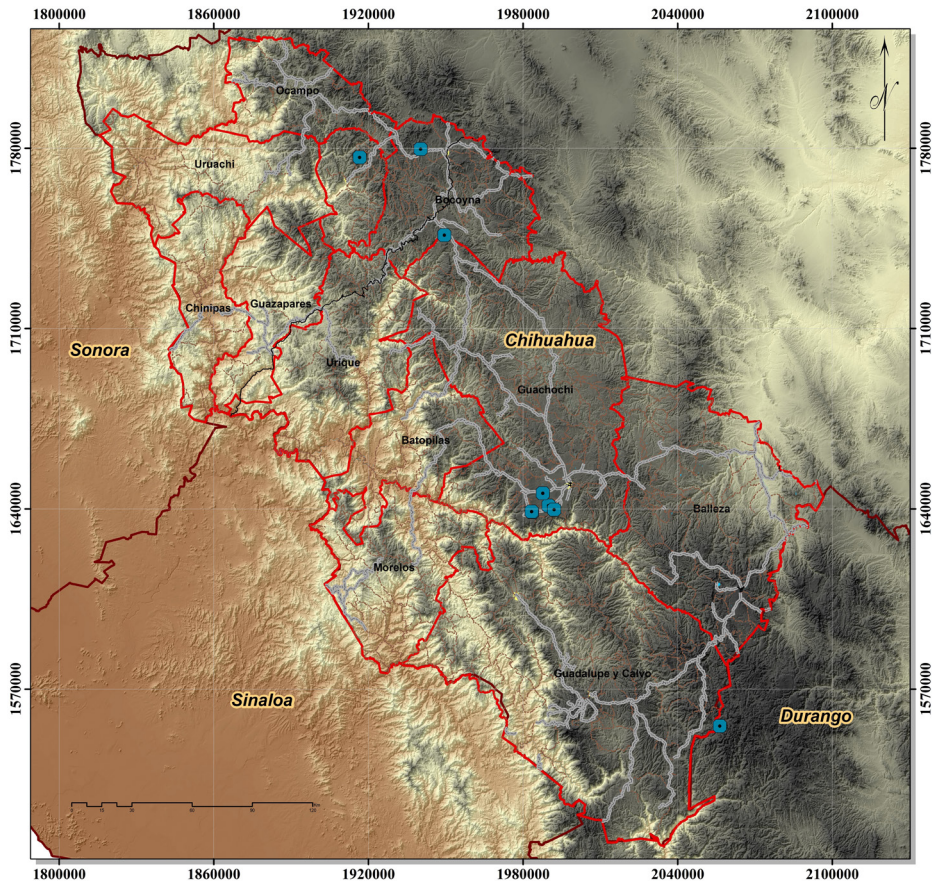 1800000 1860000 1920000 1980000 2040000 2100000
N
Ocampo
1780000 1780000
Uruachi
Bocoyna
Chinipas Guazapares
1710000 1710000
Sonora Chihuahua
Urique
Guachochi
Batopilas
1640000 1640000
Balleza
Morelos
Guadalupe y Calvo
1570000 1570000
Sinaloa
Durango
1800000 1860000 1920000 1980000 2040000 2100000